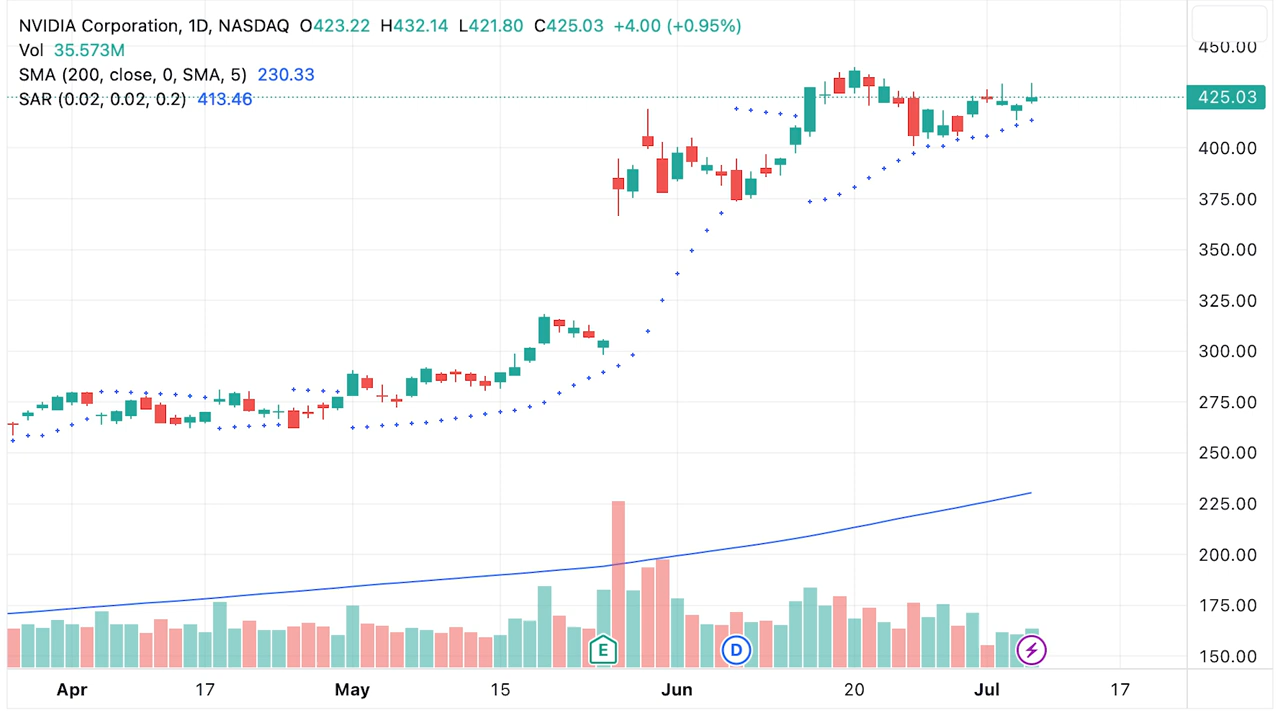 NVIDIA Corporation, 1D, NASDAQ O423.22 H432.14 L421.80 C425.03 +4.00 (+0.95%)
Vol 35.573M
SMA (200, close, 0, SMA, 5) 230.33
SAR (0.02, 0.02, 0.2) 413.46
450.00
425.03
400.00
375.00
350.00
325.00
300.00
275.00
250.00
225.00
200.00
175.00
150.00
E D
Apr 17 May 15 Jun 20 Jul 17